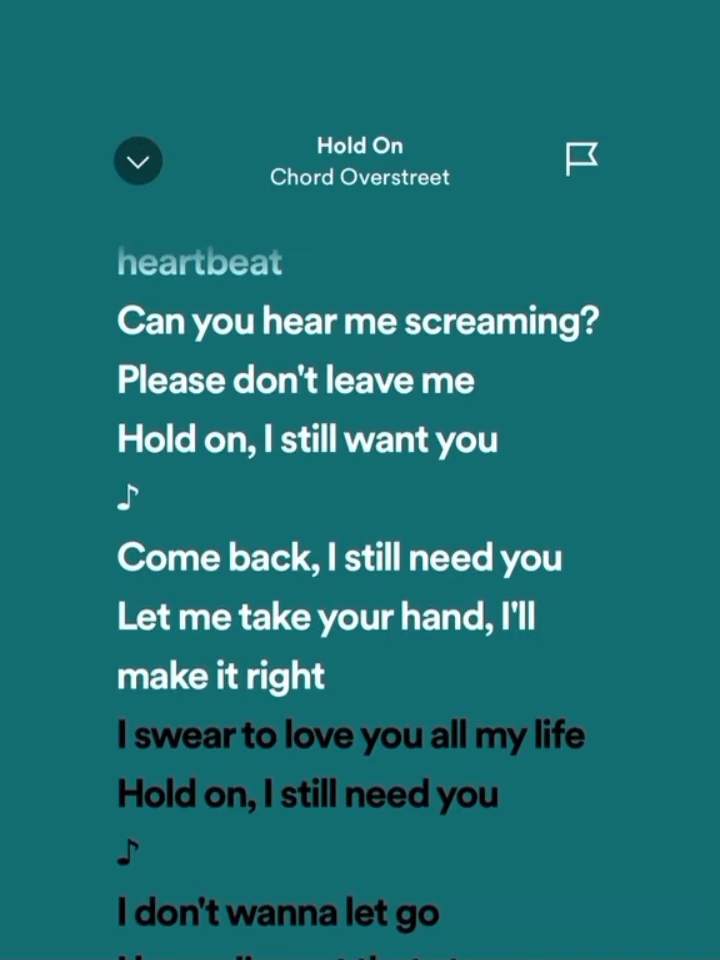 Hold On
Chord Overstreet
heartbeat
Can you hear me screaming?
Please don't leave me
Hold on, I still want you
♪
Come back, I still need you
Let me take your hand, I'll
make it right
I swear to love you all my life
Hold on, I still need you
♪
I don't wanna let go